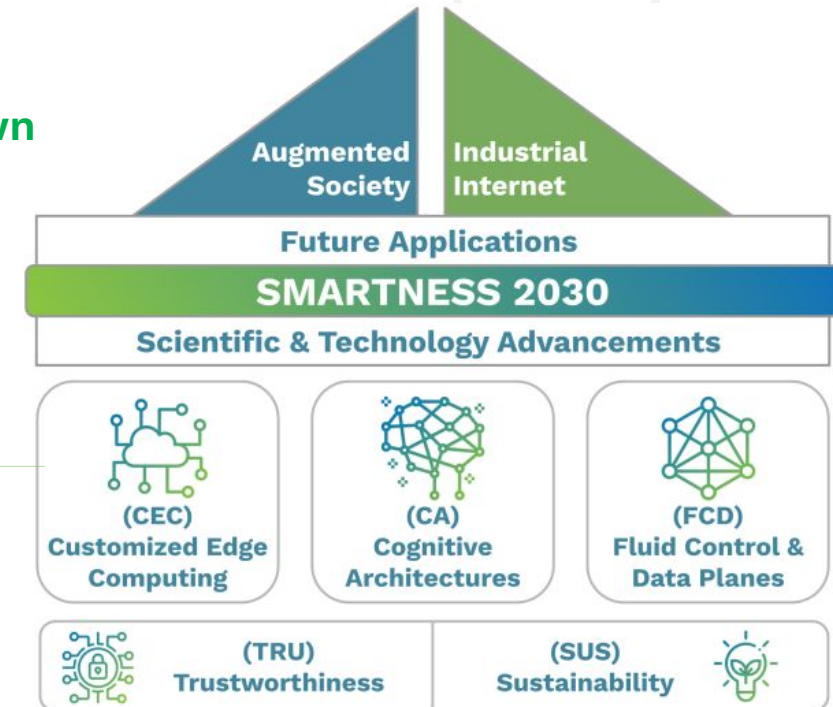 wn
Augmented
Society
Industrial
Internet
Future Applications
SMARTNESS 2030
Scientific & Technology Advancements
(CEC)
Customized Edge
Computing
(CA)
Cognitive
Architectures
(FCD)
Fluid Control &
Data Planes
(TRU)
Trustworthiness
(SUS)
Sustainability